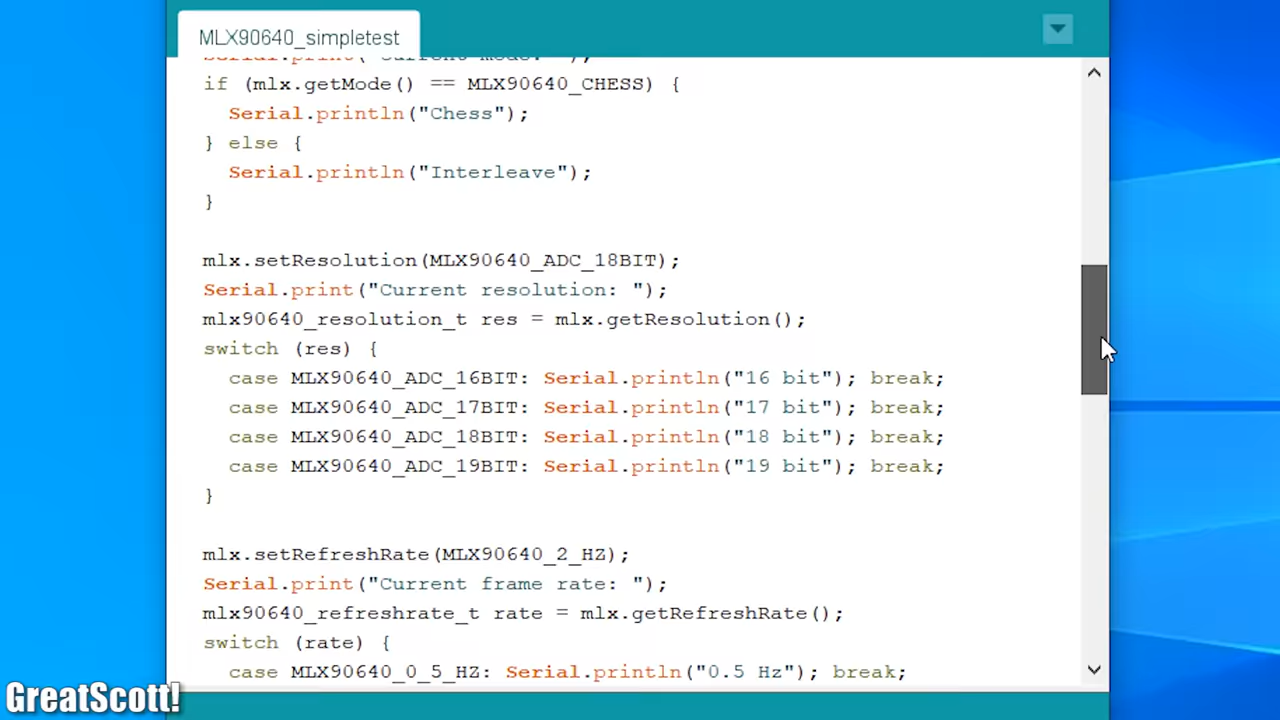 MLX90640_simpletest
Serial.print("Current mode: ");
if (mlx.getMode() == MLX90640_CHESS) {
Serial.println("Chess");
} else {
Serial.println("Interleave");
}
mlx.setResolution(MLX90640_ADC_18BIT);
Serial.print("Current resolution: ");
mlx90640_resolution_t res = mlx.getResolution();
switch (res) {
case MLX90640_ADC_16BIT: Serial.println("16 bit"); break;
case MLX90640_ADC_17BIT: Serial.println("17 bit"); break;
case MLX90640_ADC_18BIT: Serial.println("18 bit"); break;
case MLX90640_ADC_19BIT: Serial.println("19 bit"); break;
}
mlx.setRefreshRate(MLX90640_2_HZ);
Serial.print("Current frame rate: ");
mlx90640_refreshrate_t rate = mlx.getRefreshRate();
switch (rate) {
case MLX90640_0_5_HZ: Serial.println("0.5 Hz"); break;
GreatScott!